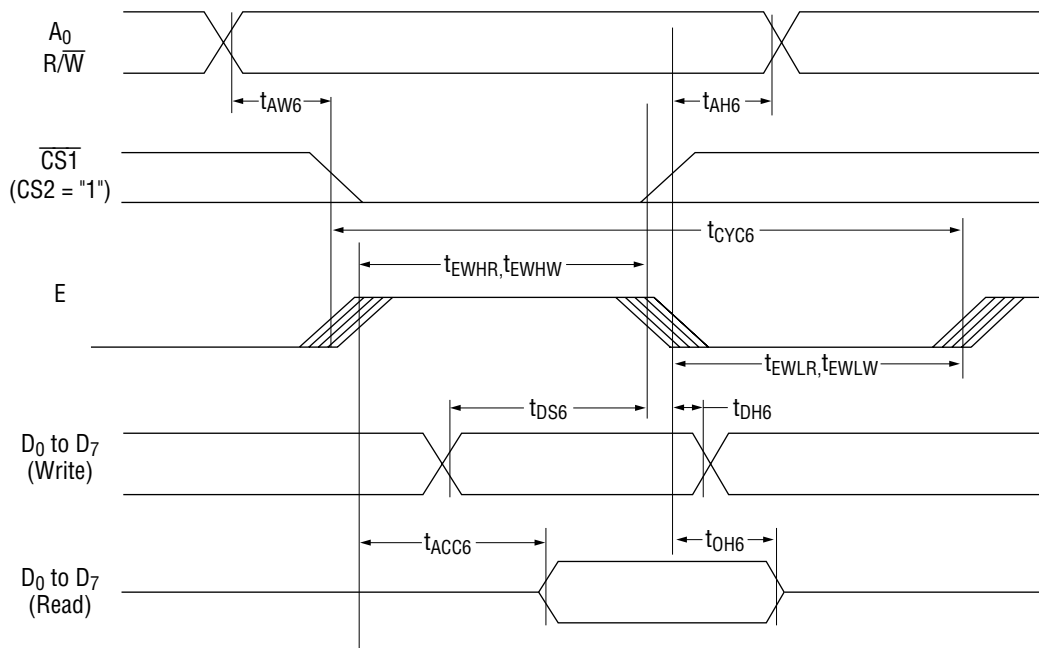 A₀
R/W̅
tAW6
tAH6
C̅S̅1̅
(CS2 = "1")
tCYC6
tEWHR,tEWHW
E
tEWLR,tEWLW
tDS6
tDH6
D₀ to D₇
(Write)
tACC6
tOH6
D₀ to D₇
(Read)